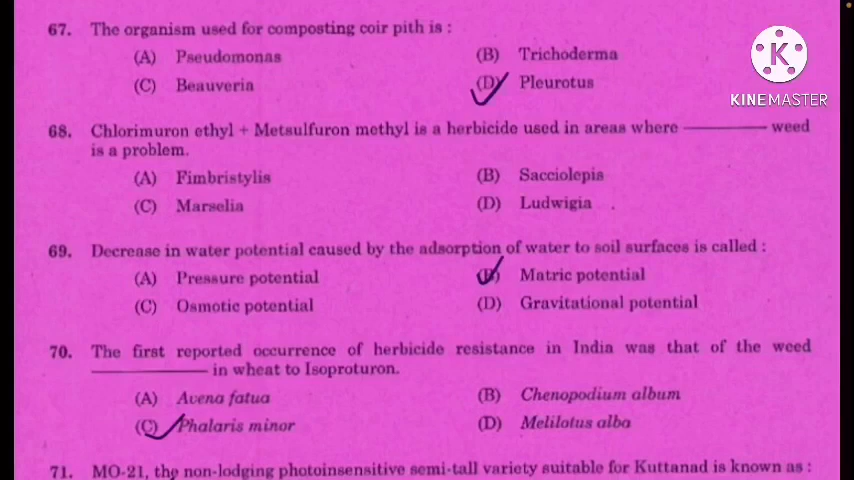 67. The organism used for composting coir pith is :
(A) Pseudomonas (B) Trichoderma
(C) Beauveria (D) Pleurotus
K
KINEMASTER
68. Chlorimuron ethyl + Metsulfuron methyl is a herbicide used in areas where ———— weed
is a problem.
(A) Fimbristylis (B) Sacciolepis
(C) Marselia (D) Ludwigia
69. Decrease in water potential caused by the adsorption of water to soil surfaces is called :
(A) Pressure potential (B) Matric potential
(C) Osmotic potential (D) Gravitational potential
70. The first reported occurrence of herbicide resistance in India was that of the weed
———— in wheat to Isoproturon.
(A) Avena fatua (B) Chenopodium album
(C) Phalaris minor (D) Melilotus alba
71. MO-21, the non-lodging photoinsensitive semi-tall variety suitable for Kuttanad is known as :